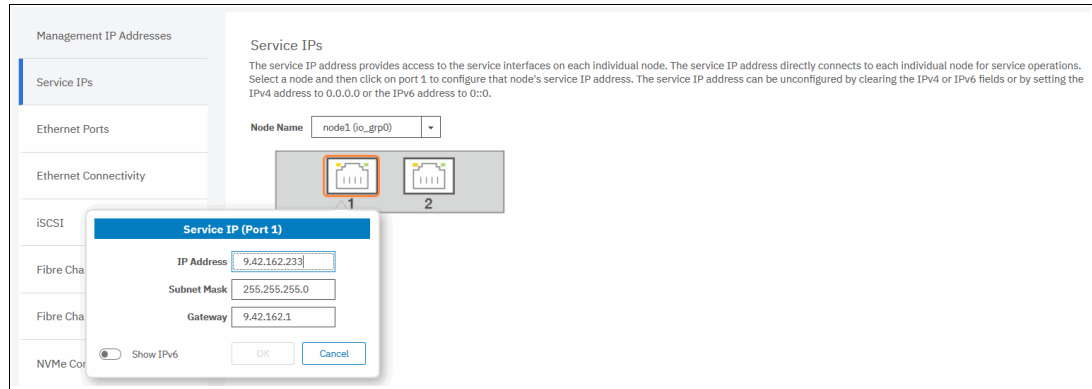 Management IP Addresses
Service IPs
Ethernet Ports
Ethernet Connectivity
iSCSI
Fibre Cha
Fibre Cha
NVMe Cor
Service IPs
The service IP address provides access to the service interfaces on each individual node. The service IP address directly connects to each individual node for service operations.
Select a node and then click on port 1 to configure that node's service IP address. The service IP address can be unconfigured by clearing the IPv4 or IPv6 fields or by setting the
IPv4 address to 0.0.0.0 or the IPv6 address to 0::0.
Node Name node1 (io_grp0)
1 2
Service IP (Port 1)
IP Address 9.42.162.233
Subnet Mask 255.255.255.0
Gateway 9.42.162.1
Show IPv6 OK Cancel